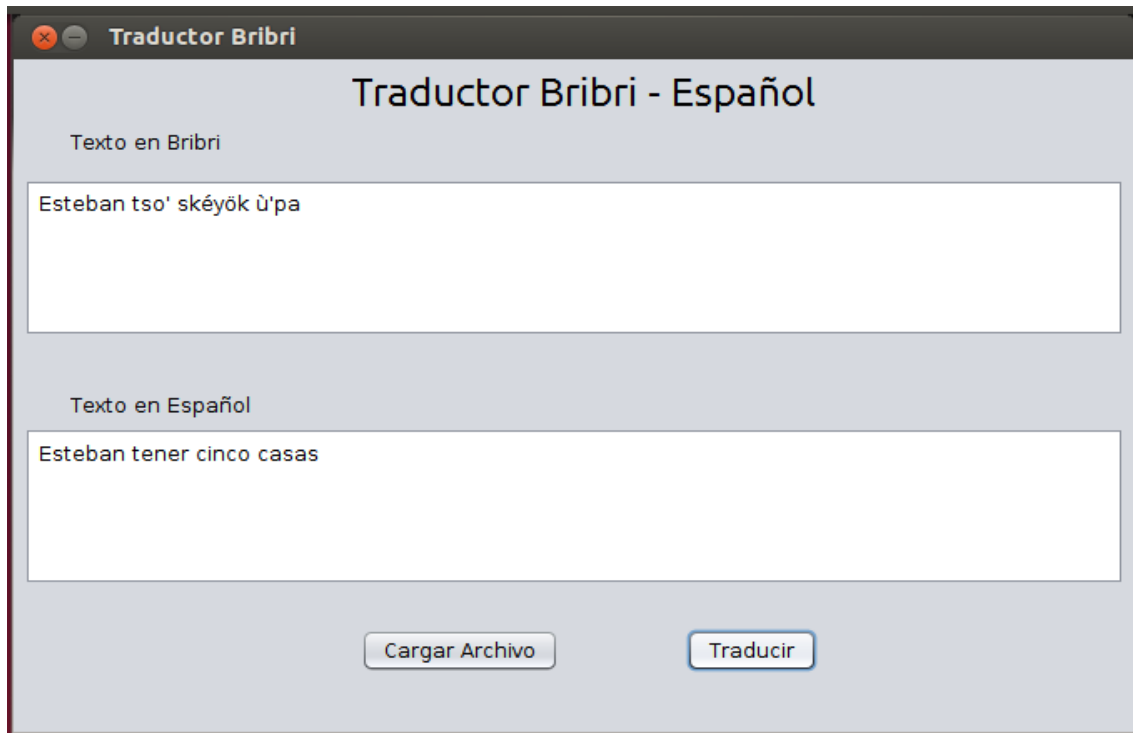 Traductor Bribri
Traductor Bribri - Español
Texto en Bribri
Esteban tso' skéyök ù'pa
Texto en Español
Esteban tener cinco casas
Cargar Archivo
Traducir